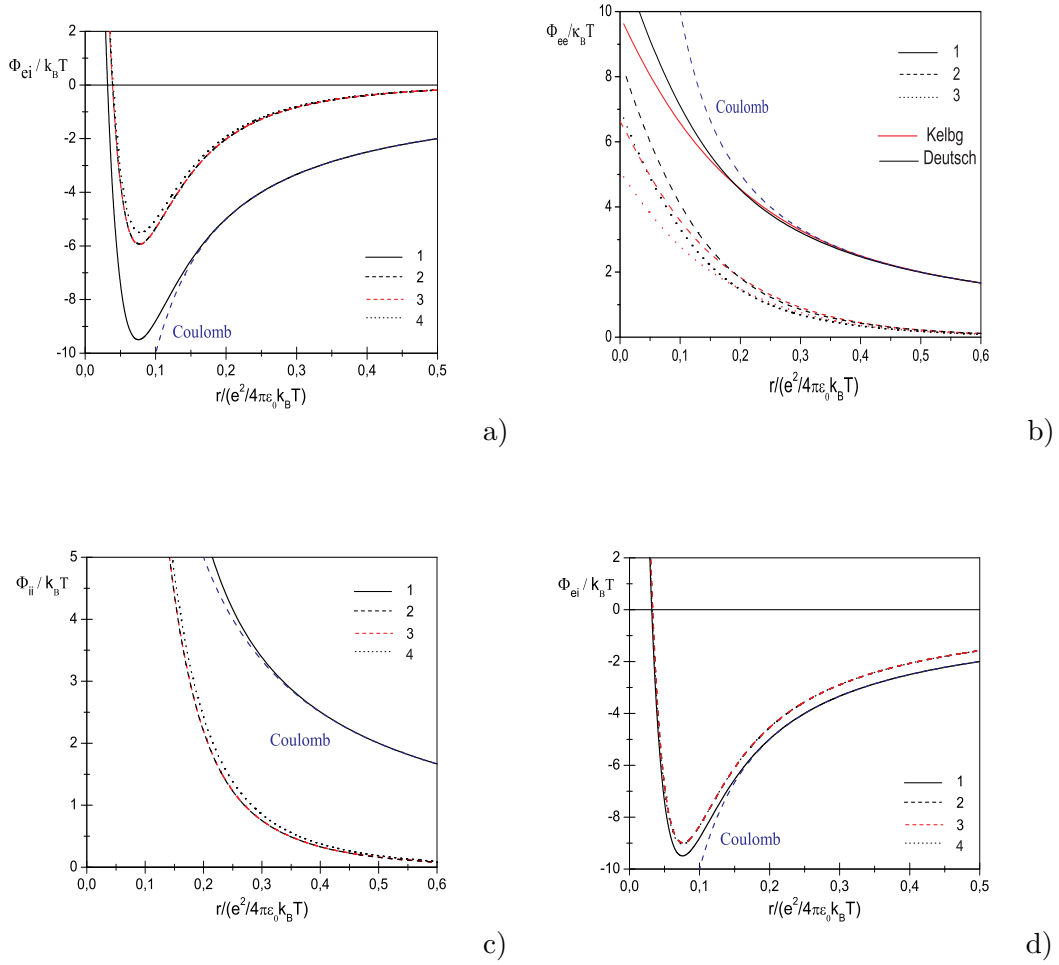 Φei / kBT
2
0
-2
-4
-6
-8
-10
0,0 0,1 0,2 0,3 0,4 0,5
r/(e²/4πε₀kBT)
Coulomb
1
2
3
4
a)
Φee/κBT
10
8
6
4
2
0
0,0 0,1 0,2 0,3 0,4 0,5 0,6
r/(e²/4πε₀kBT)
Coulomb
1
2
3
Kelbg
Deutsch
b)
Φii / kBT
5
4
3
2
1
0
0,0 0,1 0,2 0,3 0,4 0,5 0,6
r/(e²/4πε₀kBT)
Coulomb
1
2
3
4
c)
Φei / kBT
2
0
-2
-4
-6
-8
-10
0,0 0,1 0,2 0,3 0,4 0,5
r/(e²/4πε₀kBT)
Coulomb
1
2
3
4
d)